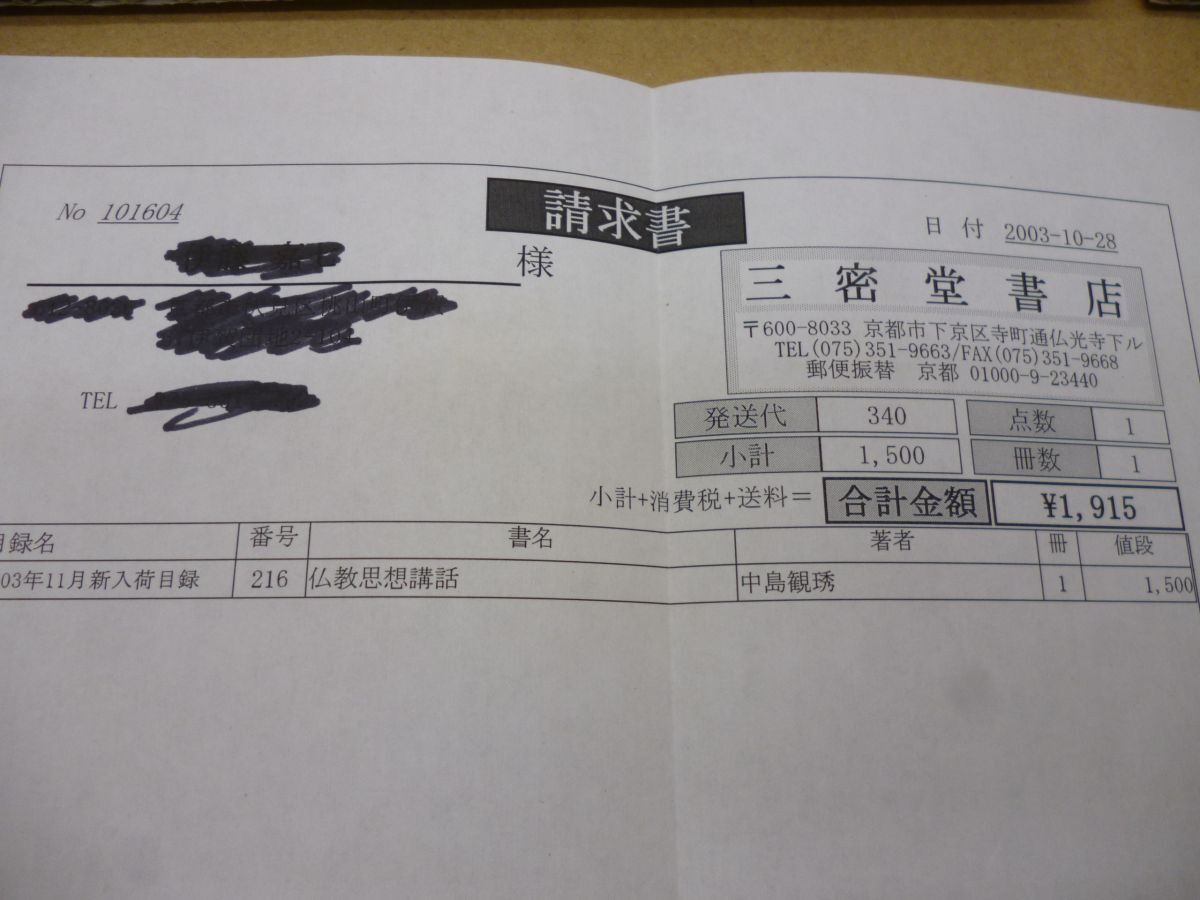 請求書
No 101604
日 付 2003-10-28
様
TEL
三密堂書店
〒600-8033 京都市下京区寺町通仏光寺下ル
TEL(075)351-9663/FAX(075)351-9668
郵便振替 京都 01000-9-23440
発送代 340 点数 1
小計 1,500 冊数 1
小計+消費税+送料= 合計金額 ¥1,915
録名 番号 書名 著者 冊 値段
03年11月新入荷目録 216 仏教思想講話 中島観琇 1 1,500